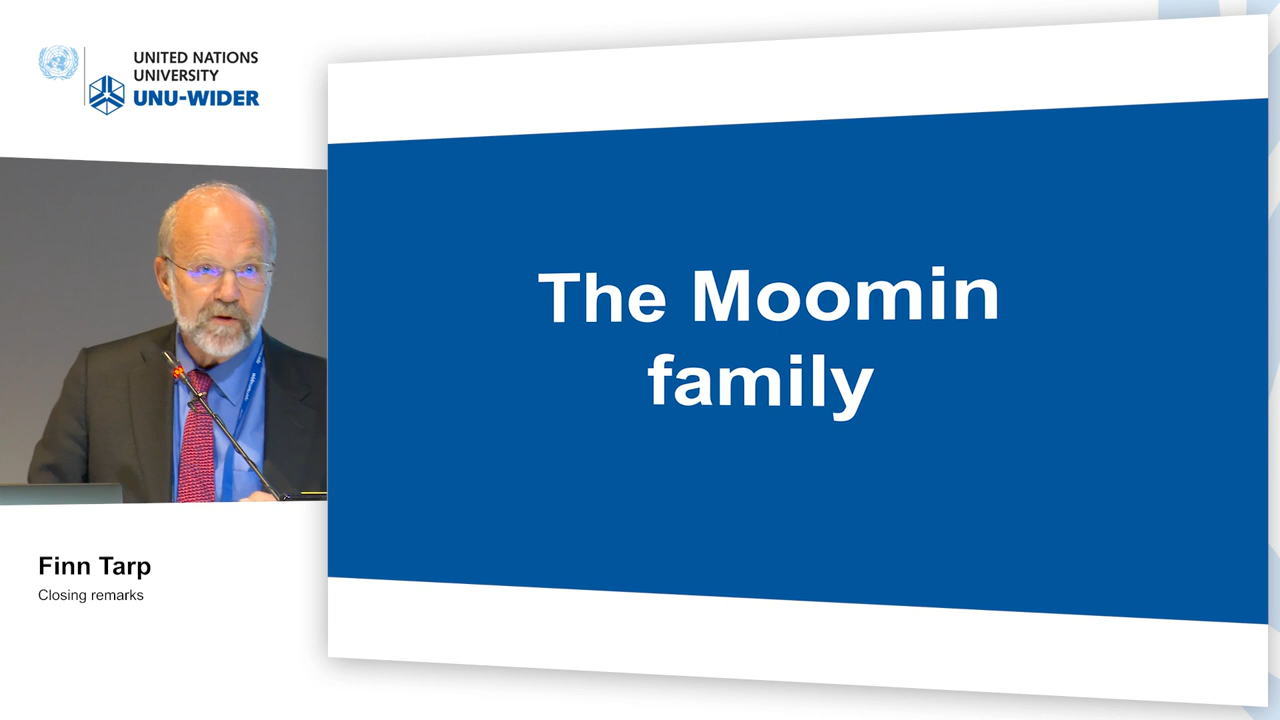 UNITED NATIONS
UNIVERSITY
UNU-WIDER
The Moomin
family
Finn Tarp
Closing remarks